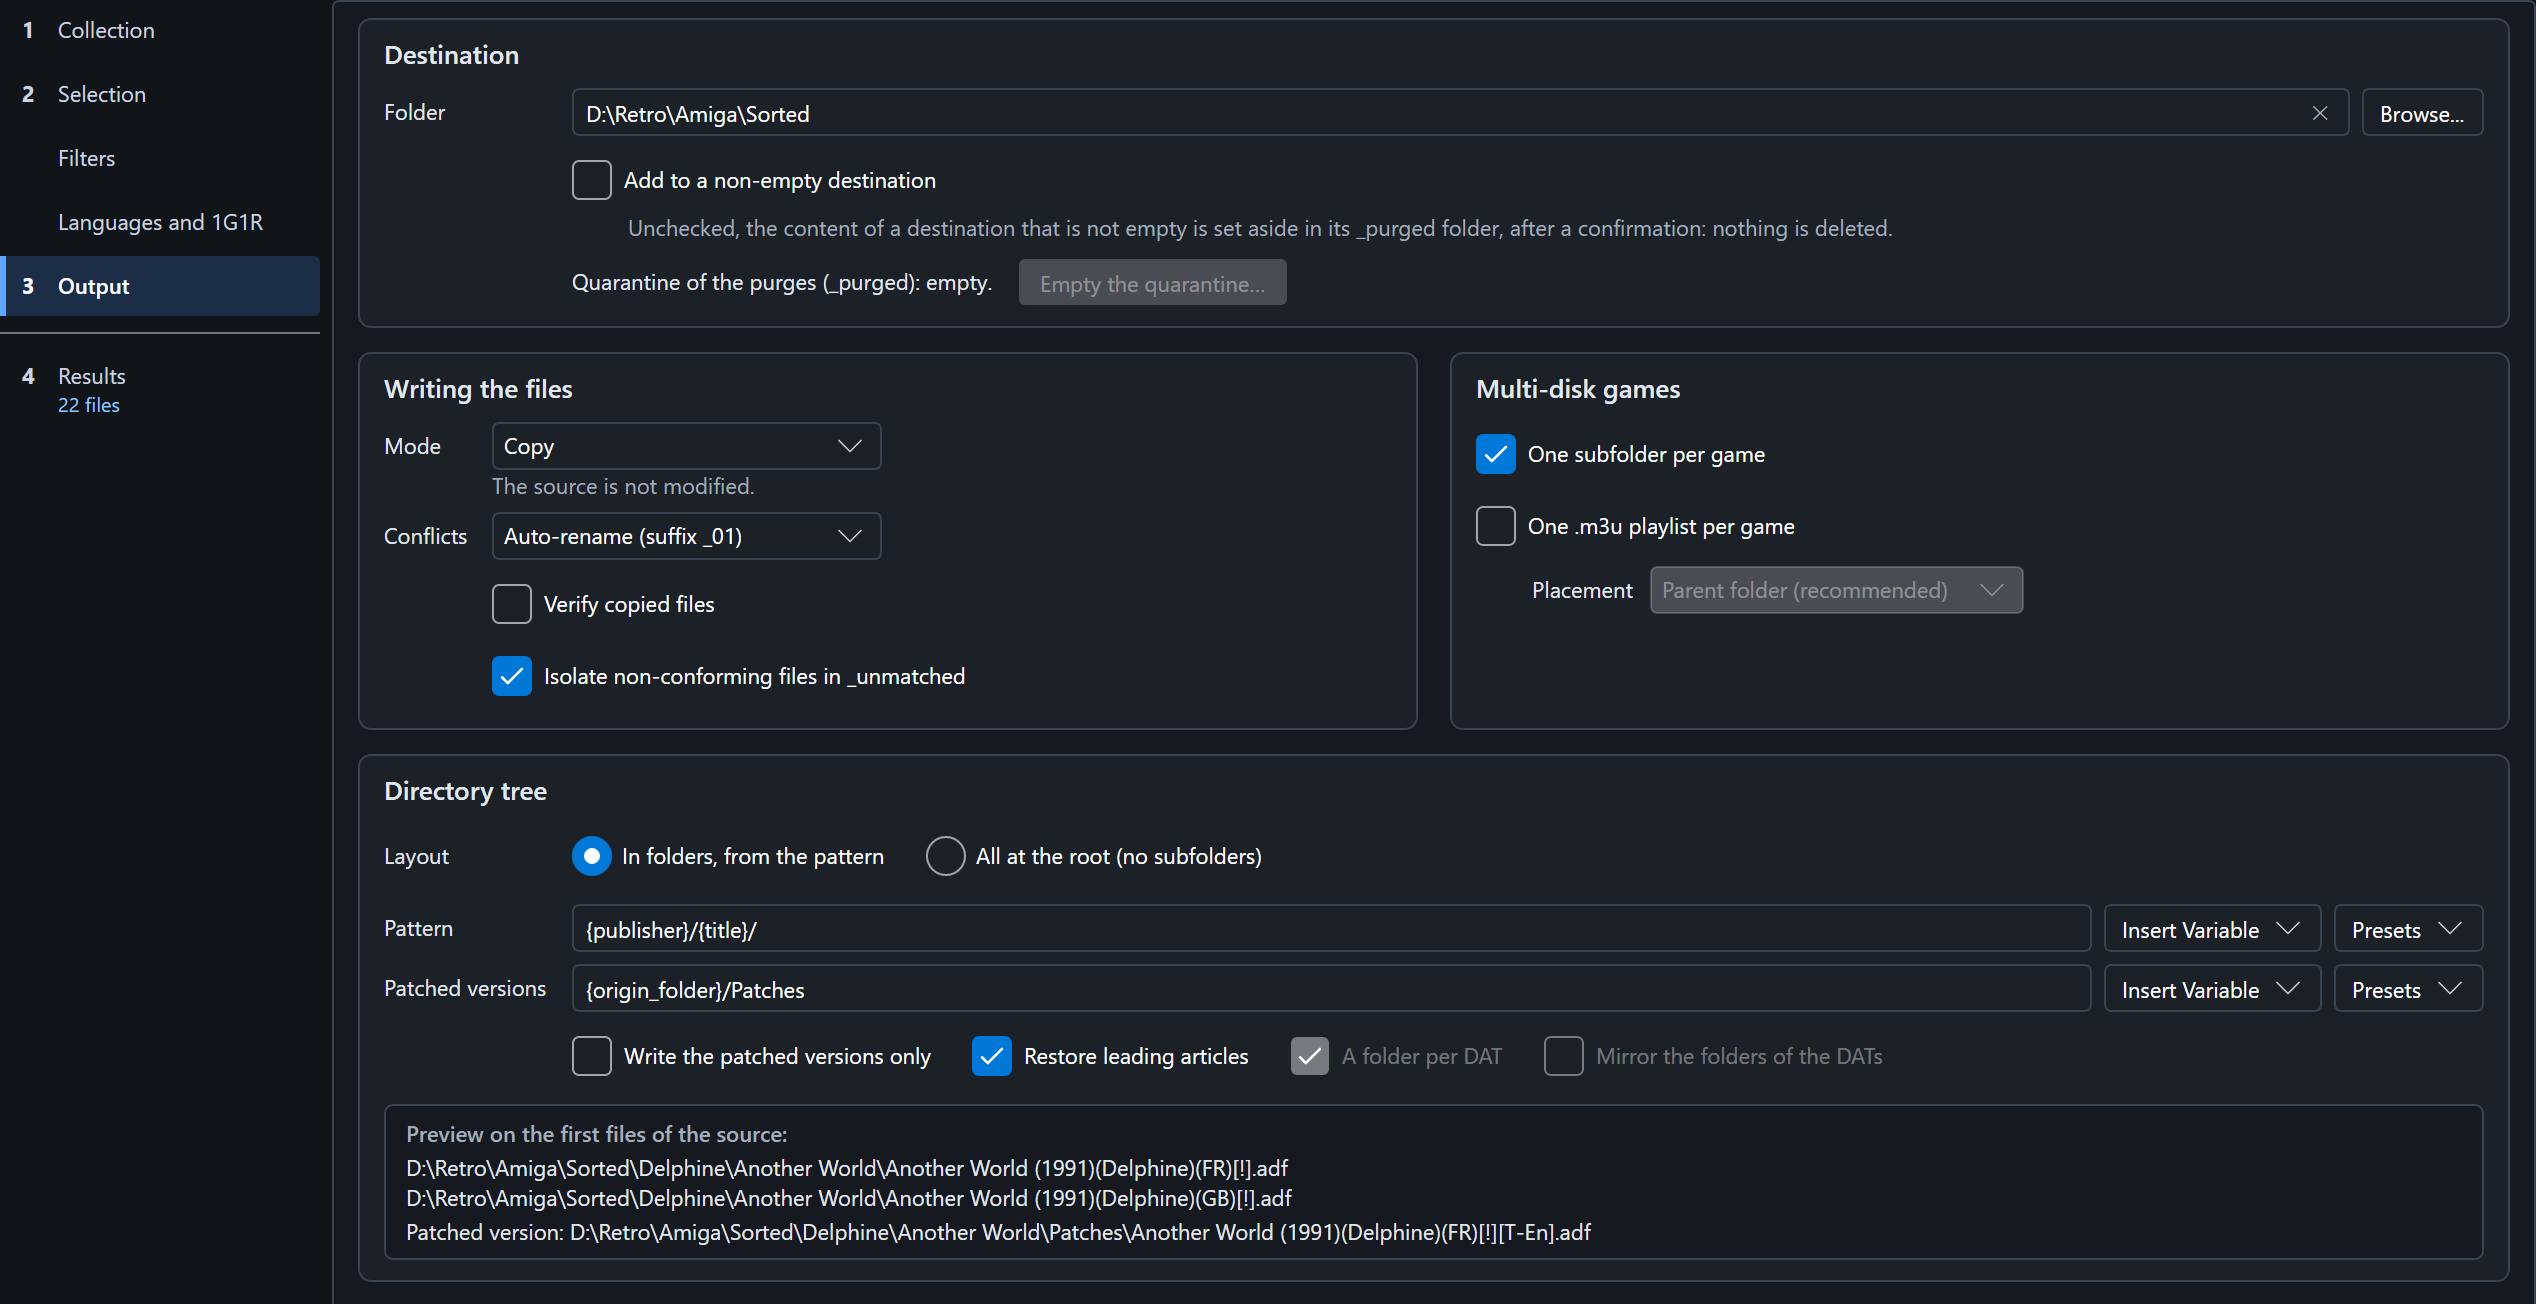 1 Collection
2 Selection
Filters
Languages and 1G1R
3 Output
4 Results
22 files
Destination
Folder D:\Retro\Amiga\Sorted Browse...
Add to a non-empty destination
Unchecked, the content of a destination that is not empty is set aside in its _purged folder, after a confirmation: nothing is deleted.
Quarantine of the purges (_purged): empty. Empty the quarantine...
Writing the files
Mode Copy
The source is not modified.
Conflicts Auto-rename (suffix _01)
Verify copied files
Isolate non-conforming files in _unmatched
Multi-disk games
One subfolder per game
One .m3u playlist per game
Placement Parent folder (recommended)
Directory tree
Layout In folders, from the pattern All at the root (no subfolders)
Pattern {publisher}/{title}/ Insert Variable Presets
Patched versions {origin_folder}/Patches Insert Variable Presets
Write the patched versions only Restore leading articles A folder per DAT Mirror the folders of the DATs
Preview on the first files of the source:
D:\Retro\Amiga\Sorted\Delphine\Another World\Another World (1991)(Delphine)(FR)[!].adf
D:\Retro\Amiga\Sorted\Delphine\Another World\Another World (1991)(Delphine)(GB)[!].adf
Patched version: D:\Retro\Amiga\Sorted\Delphine\Another World\Patches\Another World (1991)(Delphine)(FR)[!][T-En].adf